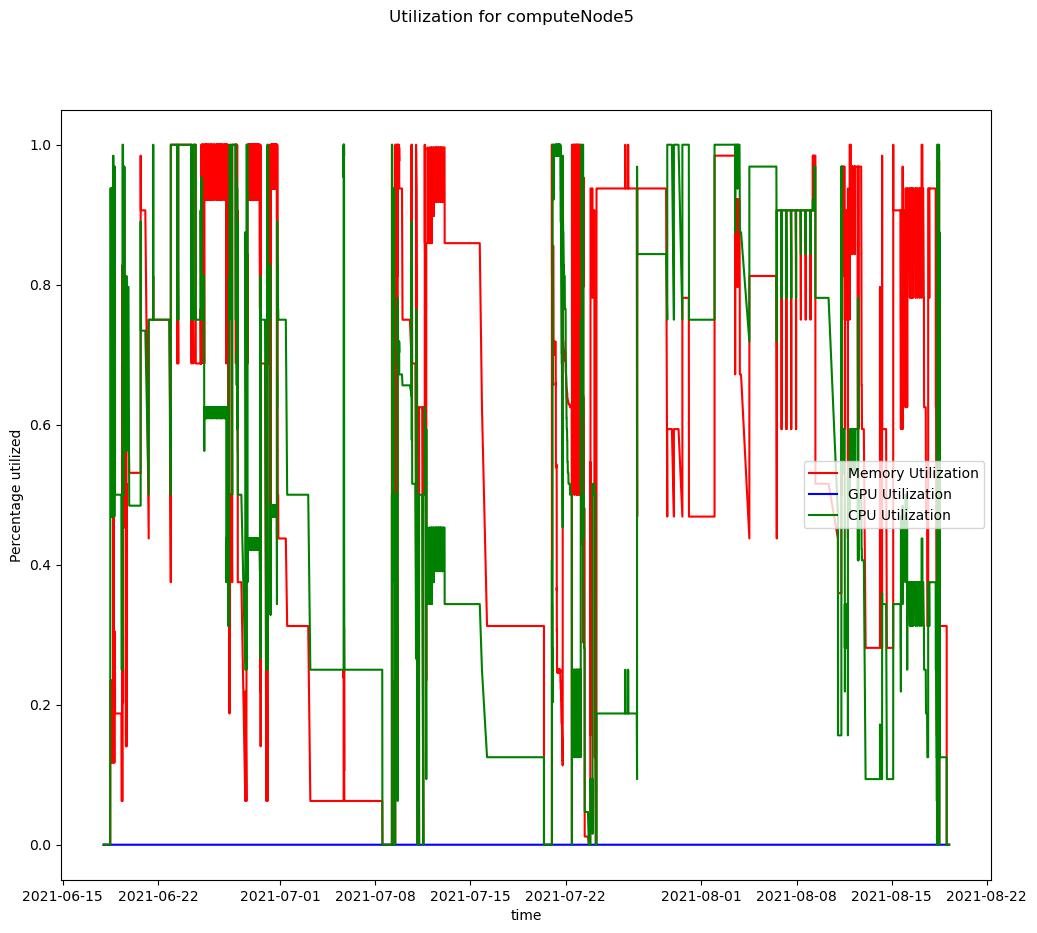 Utilization for computeNode5
1.0
0.8
0.6
0.4
0.2
0.0
Percentage utilized
Memory Utilization
GPU Utilization
CPU Utilization
2021-06-15 2021-06-22 2021-07-01 2021-07-08 2021-07-15 2021-07-22 2021-08-01 2021-08-08 2021-08-15 2021-08-22
time